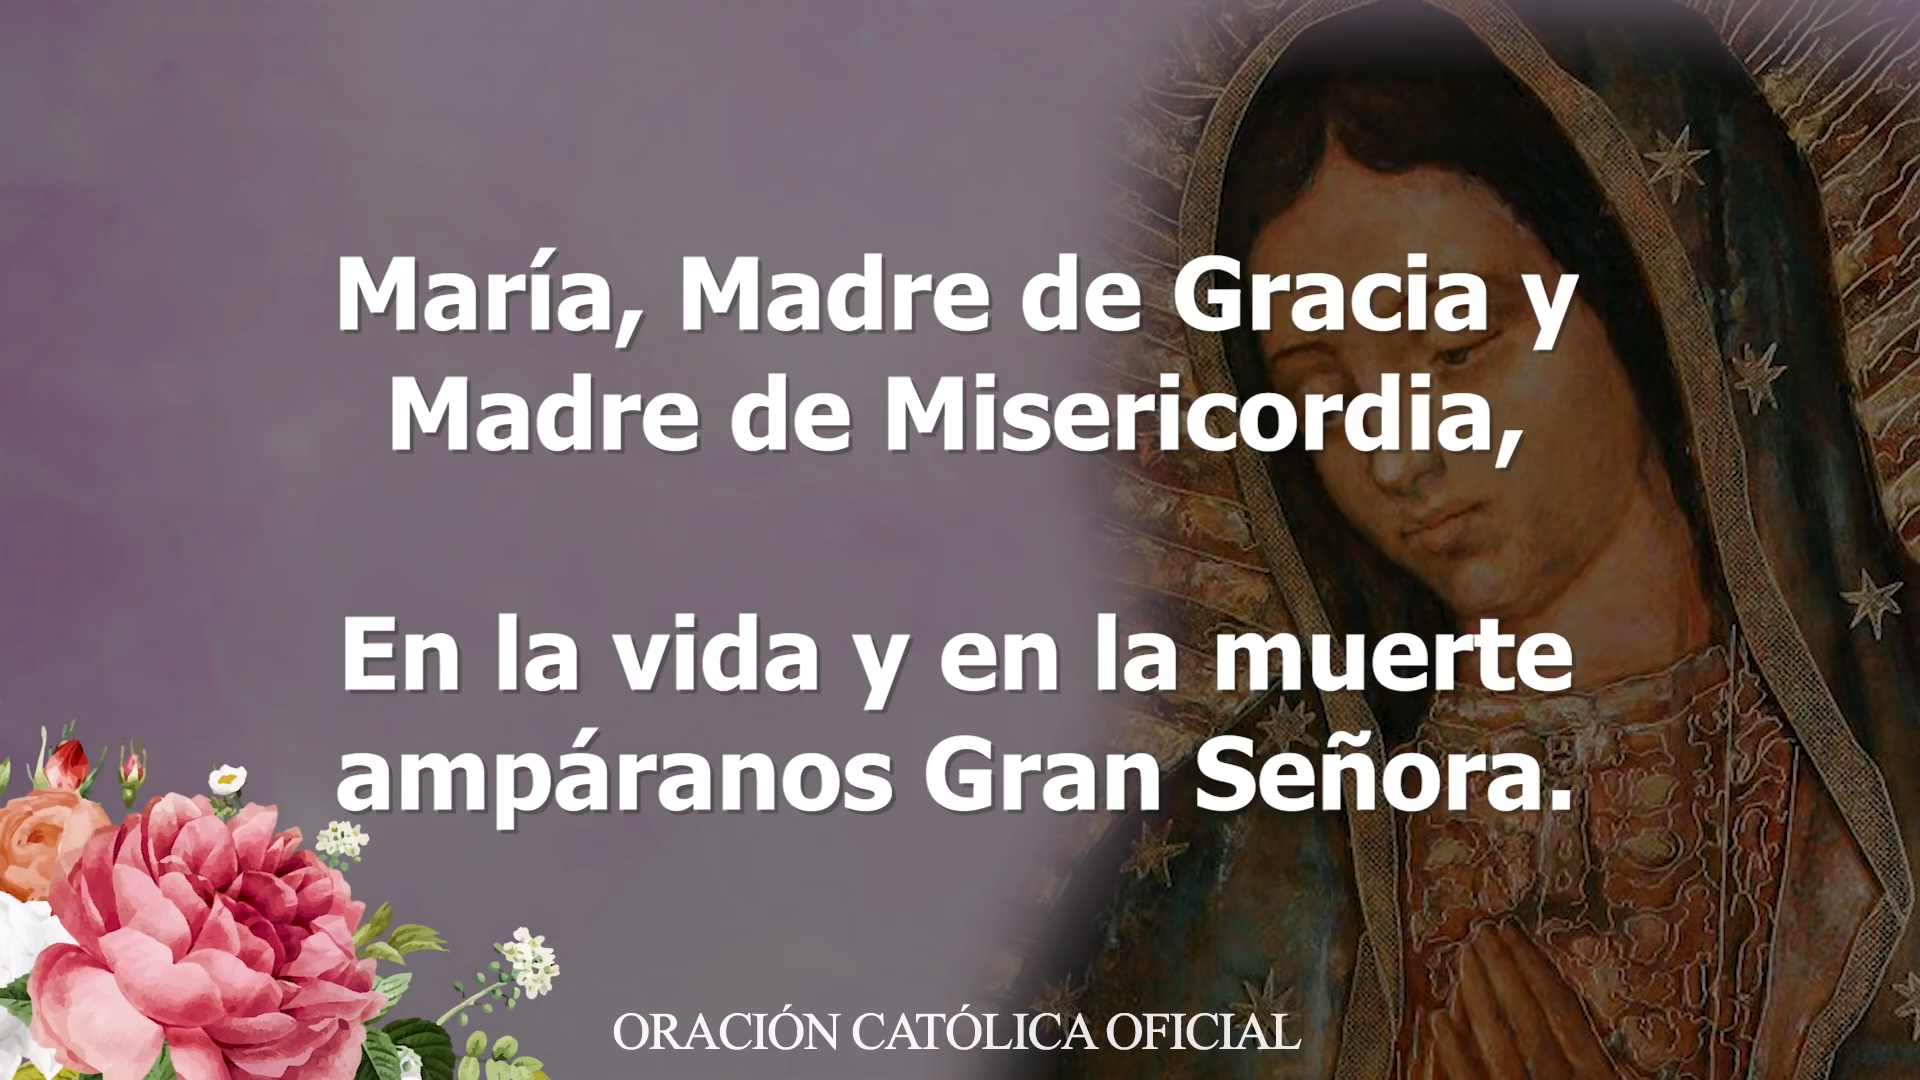 María, Madre de Gracia y
Madre de Misericordia,
En la vida y en la muerte
ampáranos Gran Señora.
ORACIÓN CATÓLICA OFICIAL